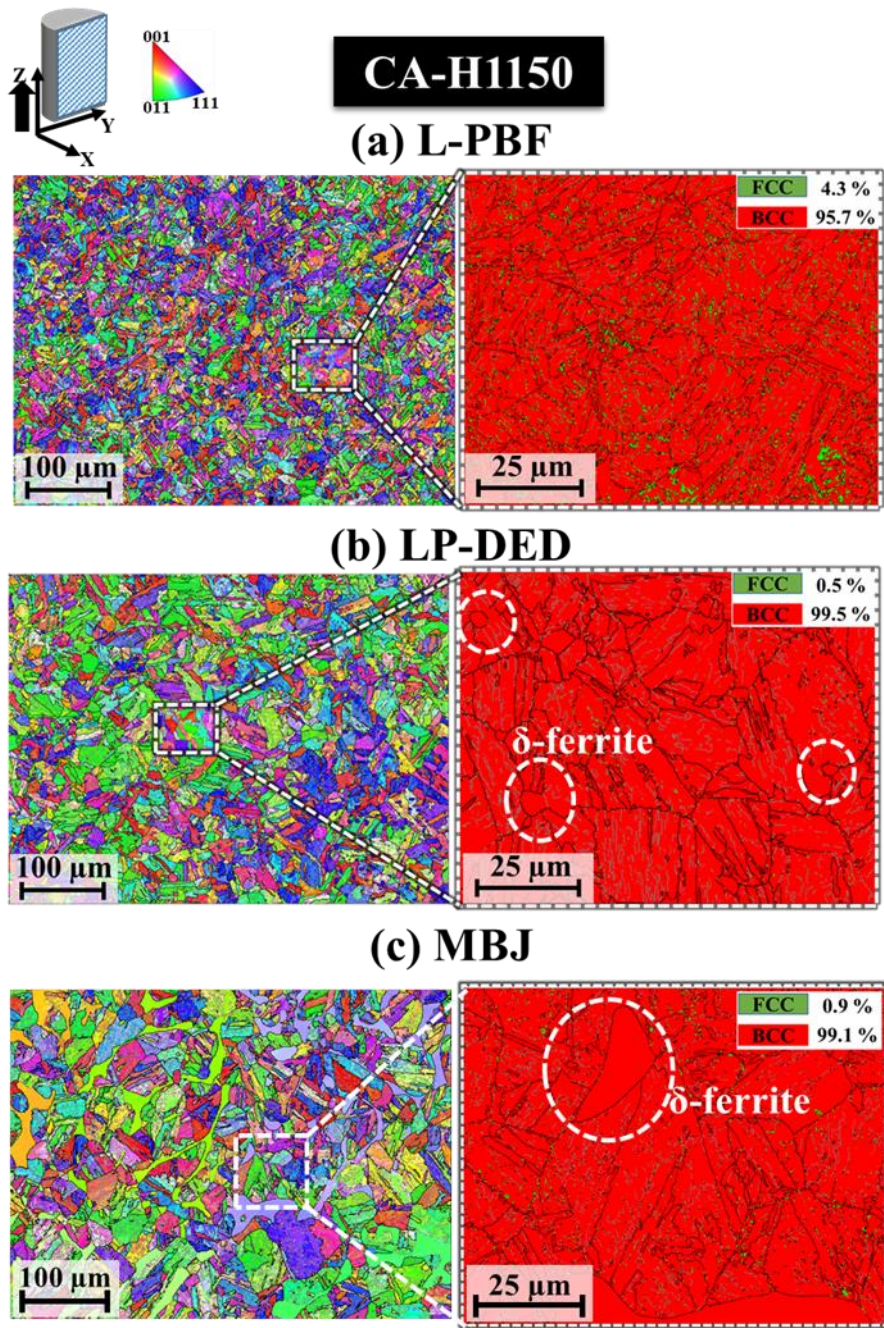 001
011
111
Z
Y
X
CA-H1150
(a) L-PBF
FCC 4.3 %
BCC 95.7 %
100 µm
25 µm
(b) LP-DED
FCC 0.5 %
BCC 99.5 %
δ-ferrite
100 µm
25 µm
(c) MBJ
FCC 0.9 %
BCC 99.1 %
δ-ferrite
100 µm
25 µm